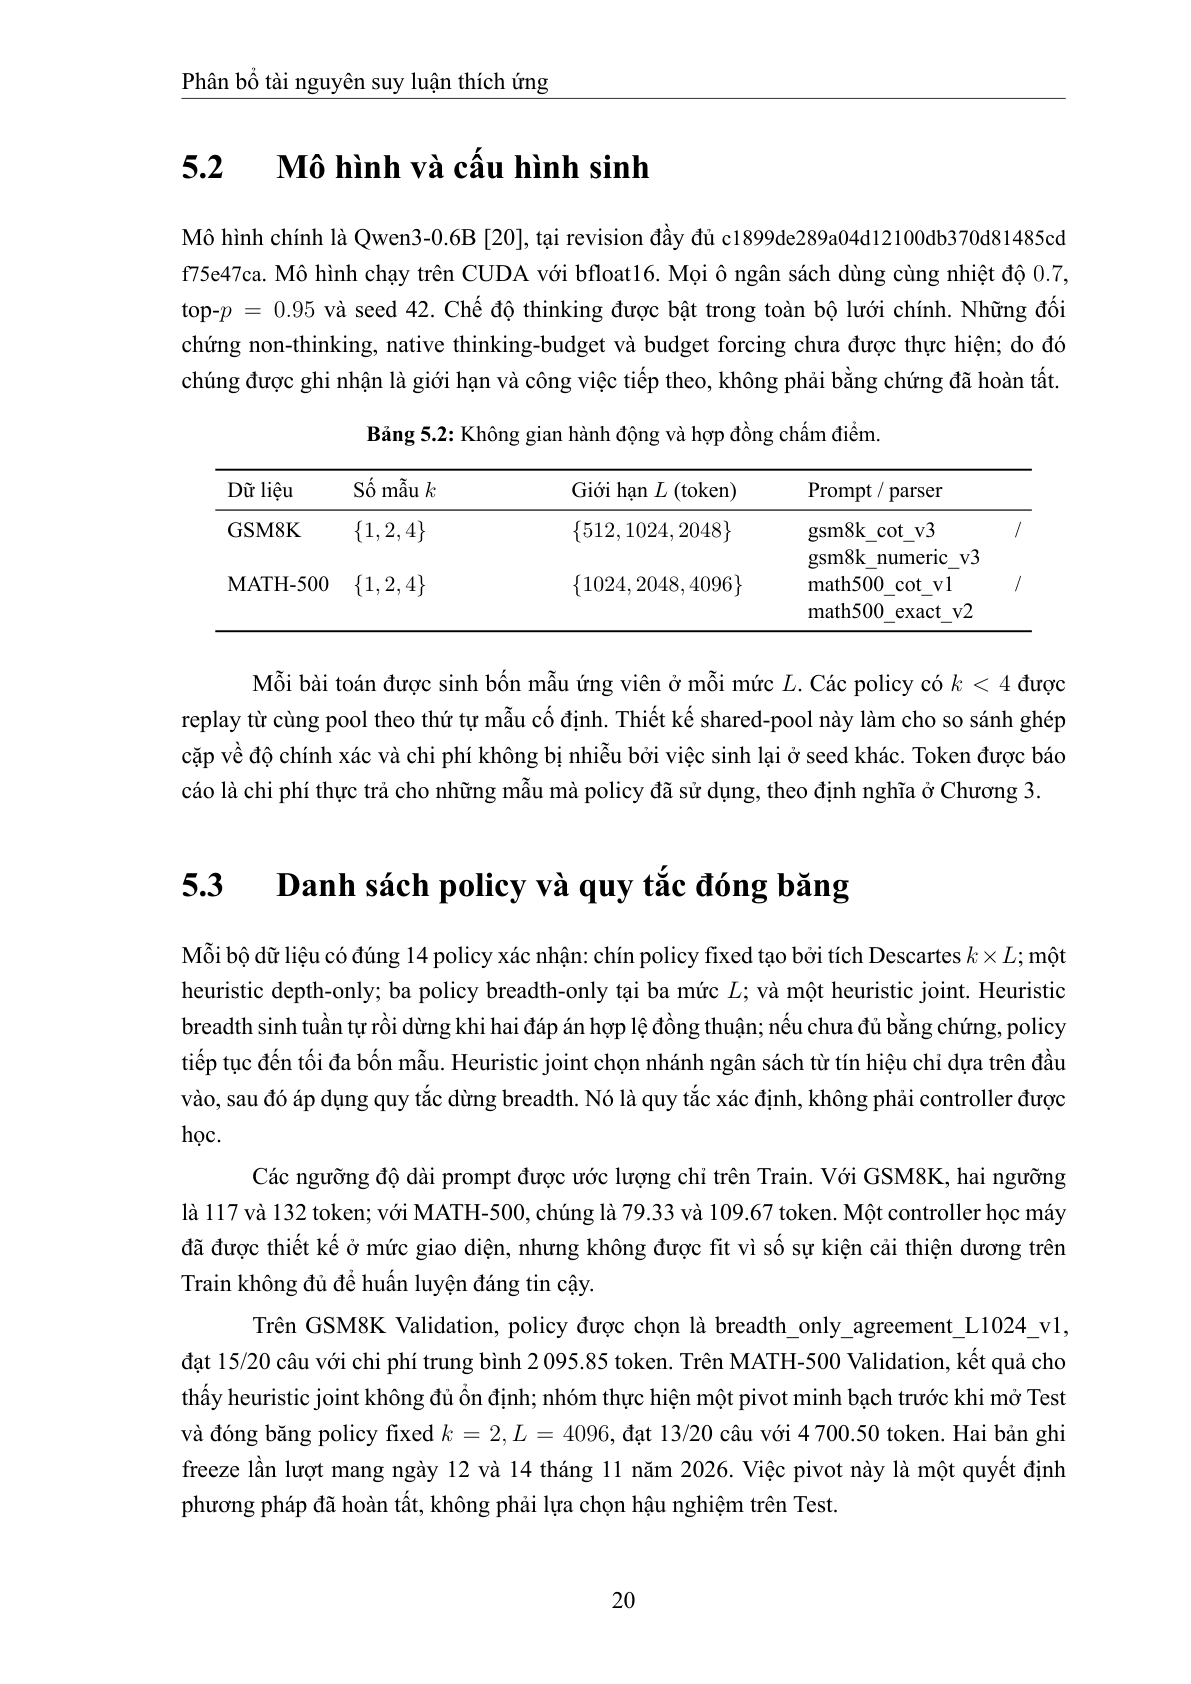 Phân bổ tài nguyên suy luận thích ứng
5.2 Mô hình và cấu hình sinh
Mô hình chính là Qwen3-0.6B [20], tại revision đầy đủ c1899de289a04d12100db370d81485cd
f75e47ca. Mô hình chạy trên CUDA với bfloat16. Mọi ô ngân sách dùng cùng nhiệt độ 0.7,
top-p = 0.95 và seed 42. Chế độ thinking được bật trong toàn bộ lưới chính. Những đối
chứng non-thinking, native thinking-budget và budget forcing chưa được thực hiện; do đó
chúng được ghi nhận là giới hạn và công việc tiếp theo, không phải bằng chứng đã hoàn tất.
Bảng 5.2: Không gian hành động và hợp đồng chấm điểm.
Dữ liệu Số mẫu k Giới hạn L (token) Prompt / parser
GSM8K {1, 2, 4} {512, 1024, 2048} gsm8k_cot_v3 /
gsm8k_numeric_v3
MATH-500 {1, 2, 4} {1024, 2048, 4096} math500_cot_v1 /
math500_exact_v2
Mỗi bài toán được sinh bốn mẫu ứng viên ở mỗi mức L. Các policy có k < 4 được
replay từ cùng pool theo thứ tự mẫu cố định. Thiết kế shared-pool này làm cho so sánh ghép
cặp về độ chính xác và chi phí không bị nhiễu bởi việc sinh lại ở seed khác. Token được báo
cáo là chi phí thực trả cho những mẫu mà policy đã sử dụng, theo định nghĩa ở Chương 3.
5.3 Danh sách policy và quy tắc đóng băng
Mỗi bộ dữ liệu có đúng 14 policy xác nhận: chín policy fixed tạo bởi tích Descartes k × L; một
heuristic depth-only; ba policy breadth-only tại ba mức L; và một heuristic joint. Heuristic
breadth sinh tuần tự rồi dừng khi hai đáp án hợp lệ đồng thuận; nếu chưa đủ bằng chứng, policy
tiếp tục đến tối đa bốn mẫu. Heuristic joint chọn nhánh ngân sách từ tín hiệu chỉ dựa trên đầu
vào, sau đó áp dụng quy tắc dừng breadth. Nó là quy tắc xác định, không phải controller được
học.
Các ngưỡng độ dài prompt được ước lượng chỉ trên Train. Với GSM8K, hai ngưỡng
là 117 và 132 token; với MATH-500, chúng là 79.33 và 109.67 token. Một controller học máy
đã được thiết kế ở mức giao diện, nhưng không được fit vì số sự kiện cải thiện dương trên
Train không đủ để huấn luyện đáng tin cậy.
Trên GSM8K Validation, policy được chọn là breadth_only_agreement_L1024_v1,
đạt 15/20 câu với chi phí trung bình 2 095.85 token. Trên MATH-500 Validation, kết quả cho
thấy heuristic joint không đủ ổn định; nhóm thực hiện một pivot minh bạch trước khi mở Test
và đóng băng policy fixed k = 2, L = 4096, đạt 13/20 câu với 4 700.50 token. Hai bản ghi
freeze lần lượt mang ngày 12 và 14 tháng 11 năm 2026. Việc pivot này là một quyết định
phương pháp đã hoàn tất, không phải lựa chọn hậu nghiệm trên Test.
20